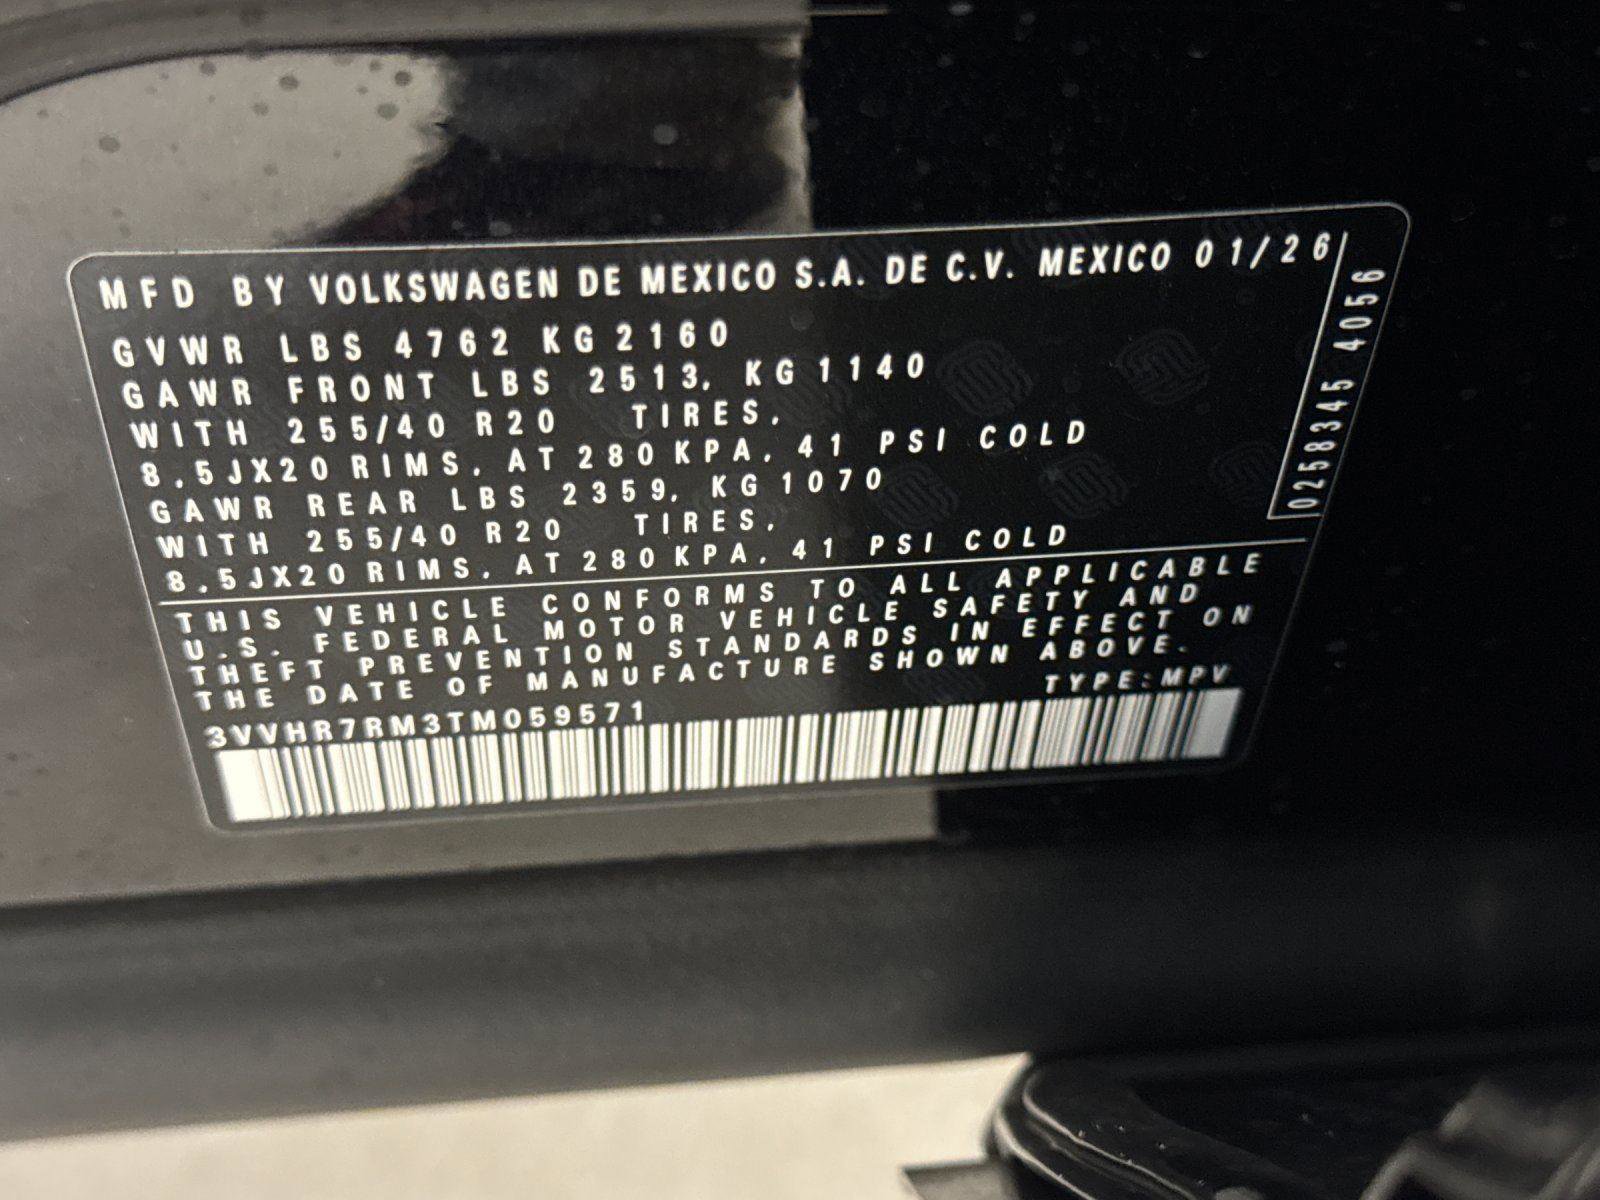 MFD BY VOLKSWAGEN DE MEXICO S.A. DE C.V. MEXICO 01/26
GVWR LBS 4762 KG 2160
GAWR FRONT LBS 2513, KG 1140
WITH 255/40 R20 TIRES,
8.5JX20 RIMS, AT 280 KPA, 41 PSI COLD
GAWR REAR LBS 2359, KG 1070
WITH 255/40 R20 TIRES,
8.5JX20 RIMS, AT 280 KPA, 41 PSI COLD
THIS VEHICLE CONFORMS TO ALL APPLICABLE
U.S. FEDERAL MOTOR VEHICLE SAFETY AND
THEFT PREVENTION STANDARDS IN EFFECT ON
THE DATE OF MANUFACTURE SHOWN ABOVE.
3VVHR7RM3TM059571 TYPE:MPV
0258345 4056